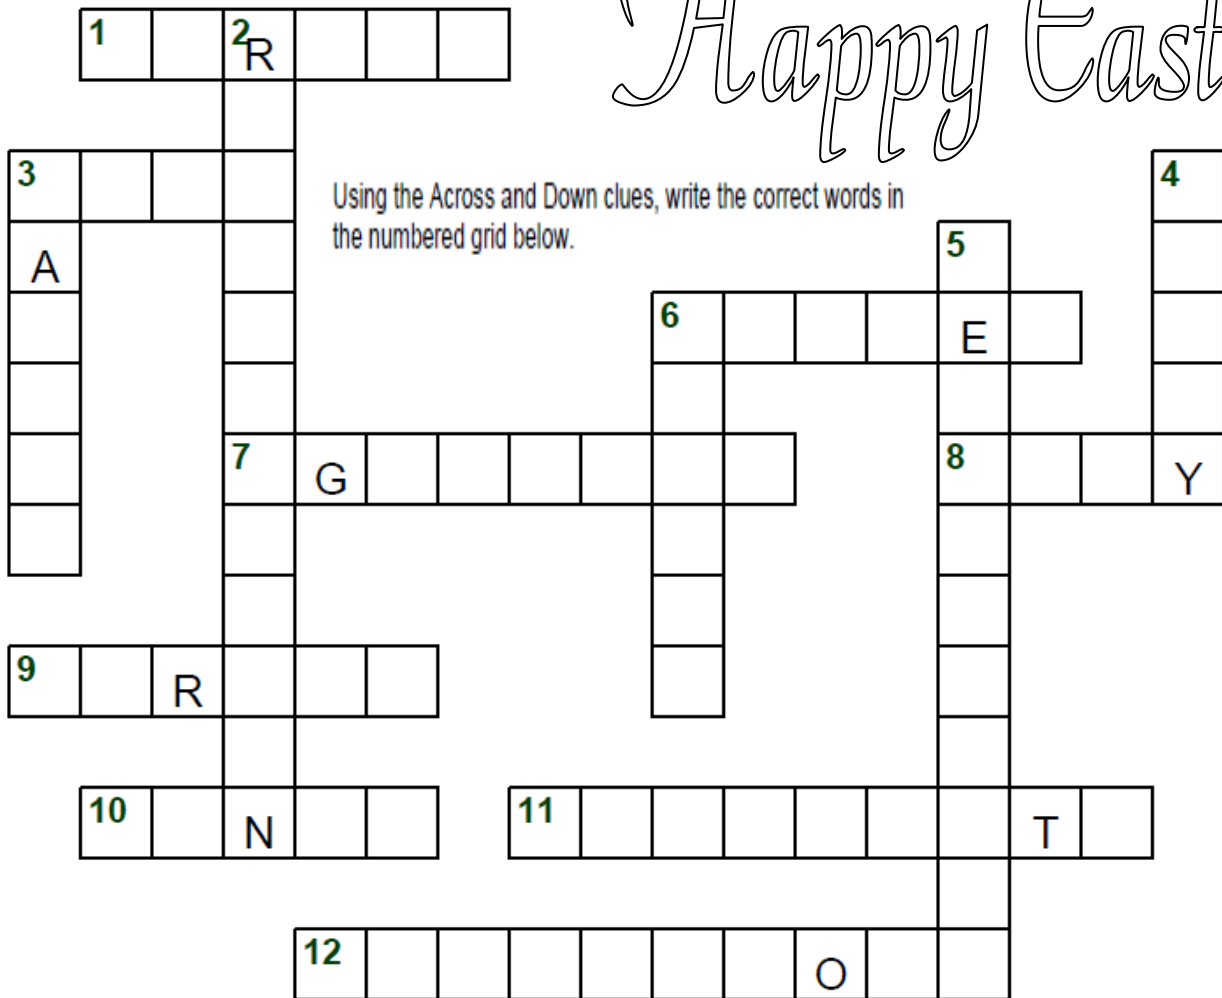 Happy East
1 2 R
3
4
Using the Across and Down clues, write the correct words in
the numbered grid below.
5
A
6 E
7 G 8 Y
9 R
10 N 11 T
12 O